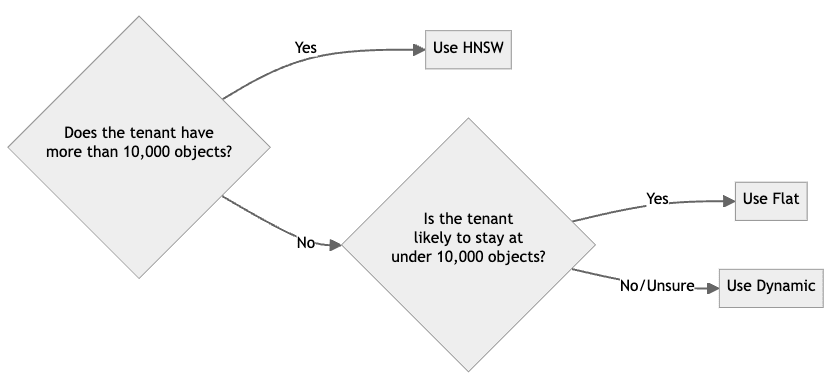 Does the tenant have
more than 10,000 objects?
Yes
Use HNSW
No
Is the tenant
likely to stay at
under 10,000 objects?
Yes
Use Flat
No/Unsure
Use Dynamic